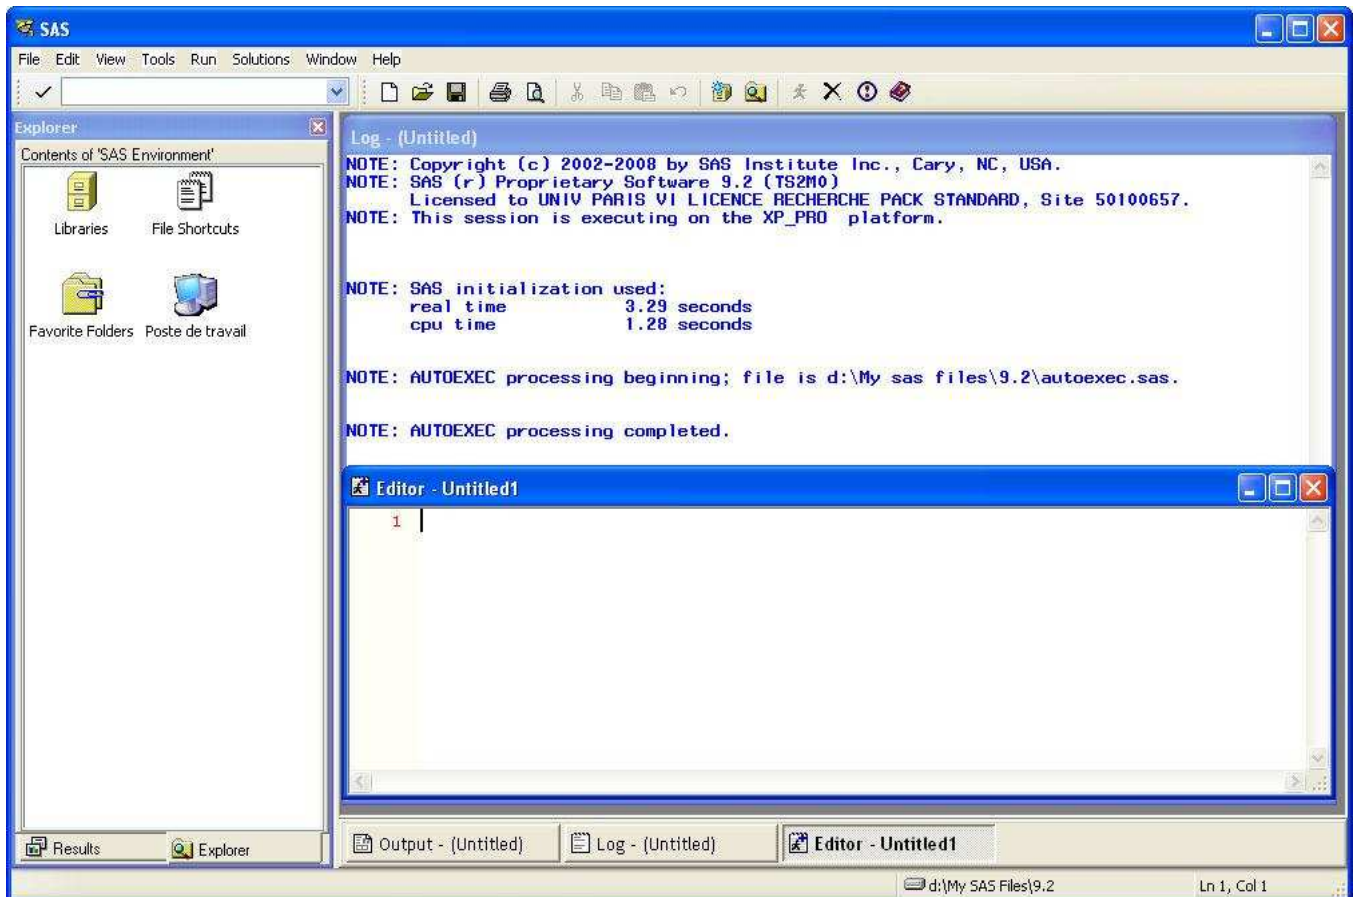 SAS
File Edit View Tools Run Solutions Window Help
Explorer
Contents of 'SAS Environment'
Libraries
File Shortcuts
Favorite Folders
Poste de travail
Log - (Untitled)
NOTE: Copyright (c) 2002-2008 by SAS Institute Inc., Cary, NC, USA.
NOTE: SAS (r) Proprietary Software 9.2 (TS2M0)
Licensed to UNIV PARIS VI LICENCE RECHERCHE PACK STANDARD, Site 50100657.
NOTE: This session is executing on the XP_PRO platform.
NOTE: SAS initialization used:
real time 3.29 seconds
cpu time 1.28 seconds
NOTE: AUTOEXEC processing beginning; file is d:\My sas files\9.2\autoexec.sas.
NOTE: AUTOEXEC processing completed.
Editor - Untitled1
1
Results
Explorer
Output - (Untitled)
Log - (Untitled)
Editor - Untitled1
d:\My SAS Files\9.2
Ln 1, Col 1